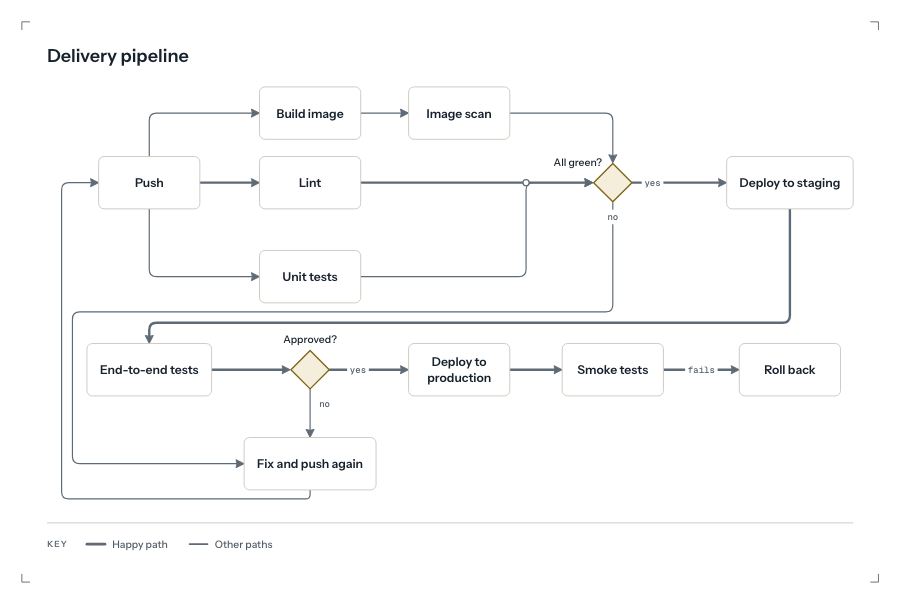 Delivery pipeline
Build image
Image scan
All green?
Push
Lint
yes
Deploy to staging
no
Unit tests
Approved?
End-to-end tests
yes
Deploy to
production
Smoke tests
fails
Roll back
no
Fix and push again
KEY
Happy path
Other paths